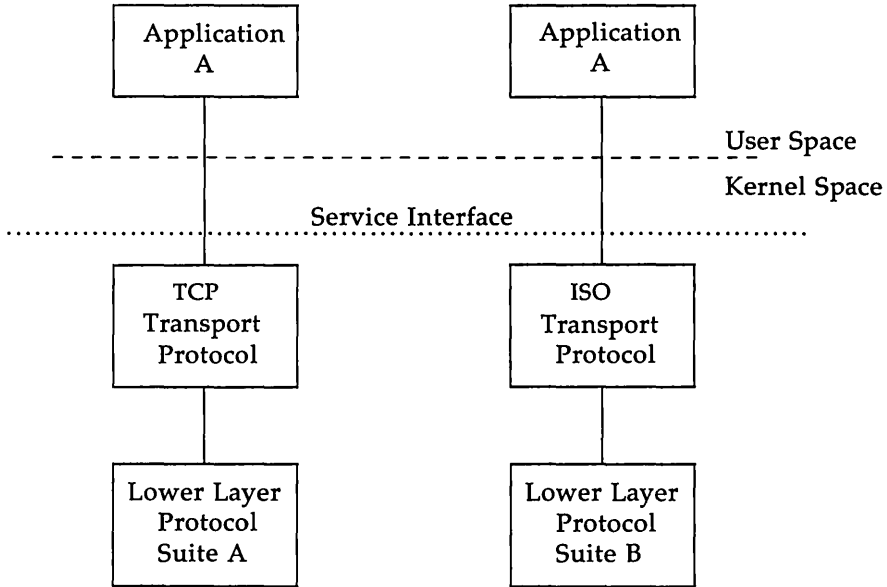 Application
A
Application
A
User Space
Kernel Space
Service Interface
TCP
Transport
Protocol
ISO
Transport
Protocol
Lower Layer
Protocol
Suite A
Lower Layer
Protocol
Suite B